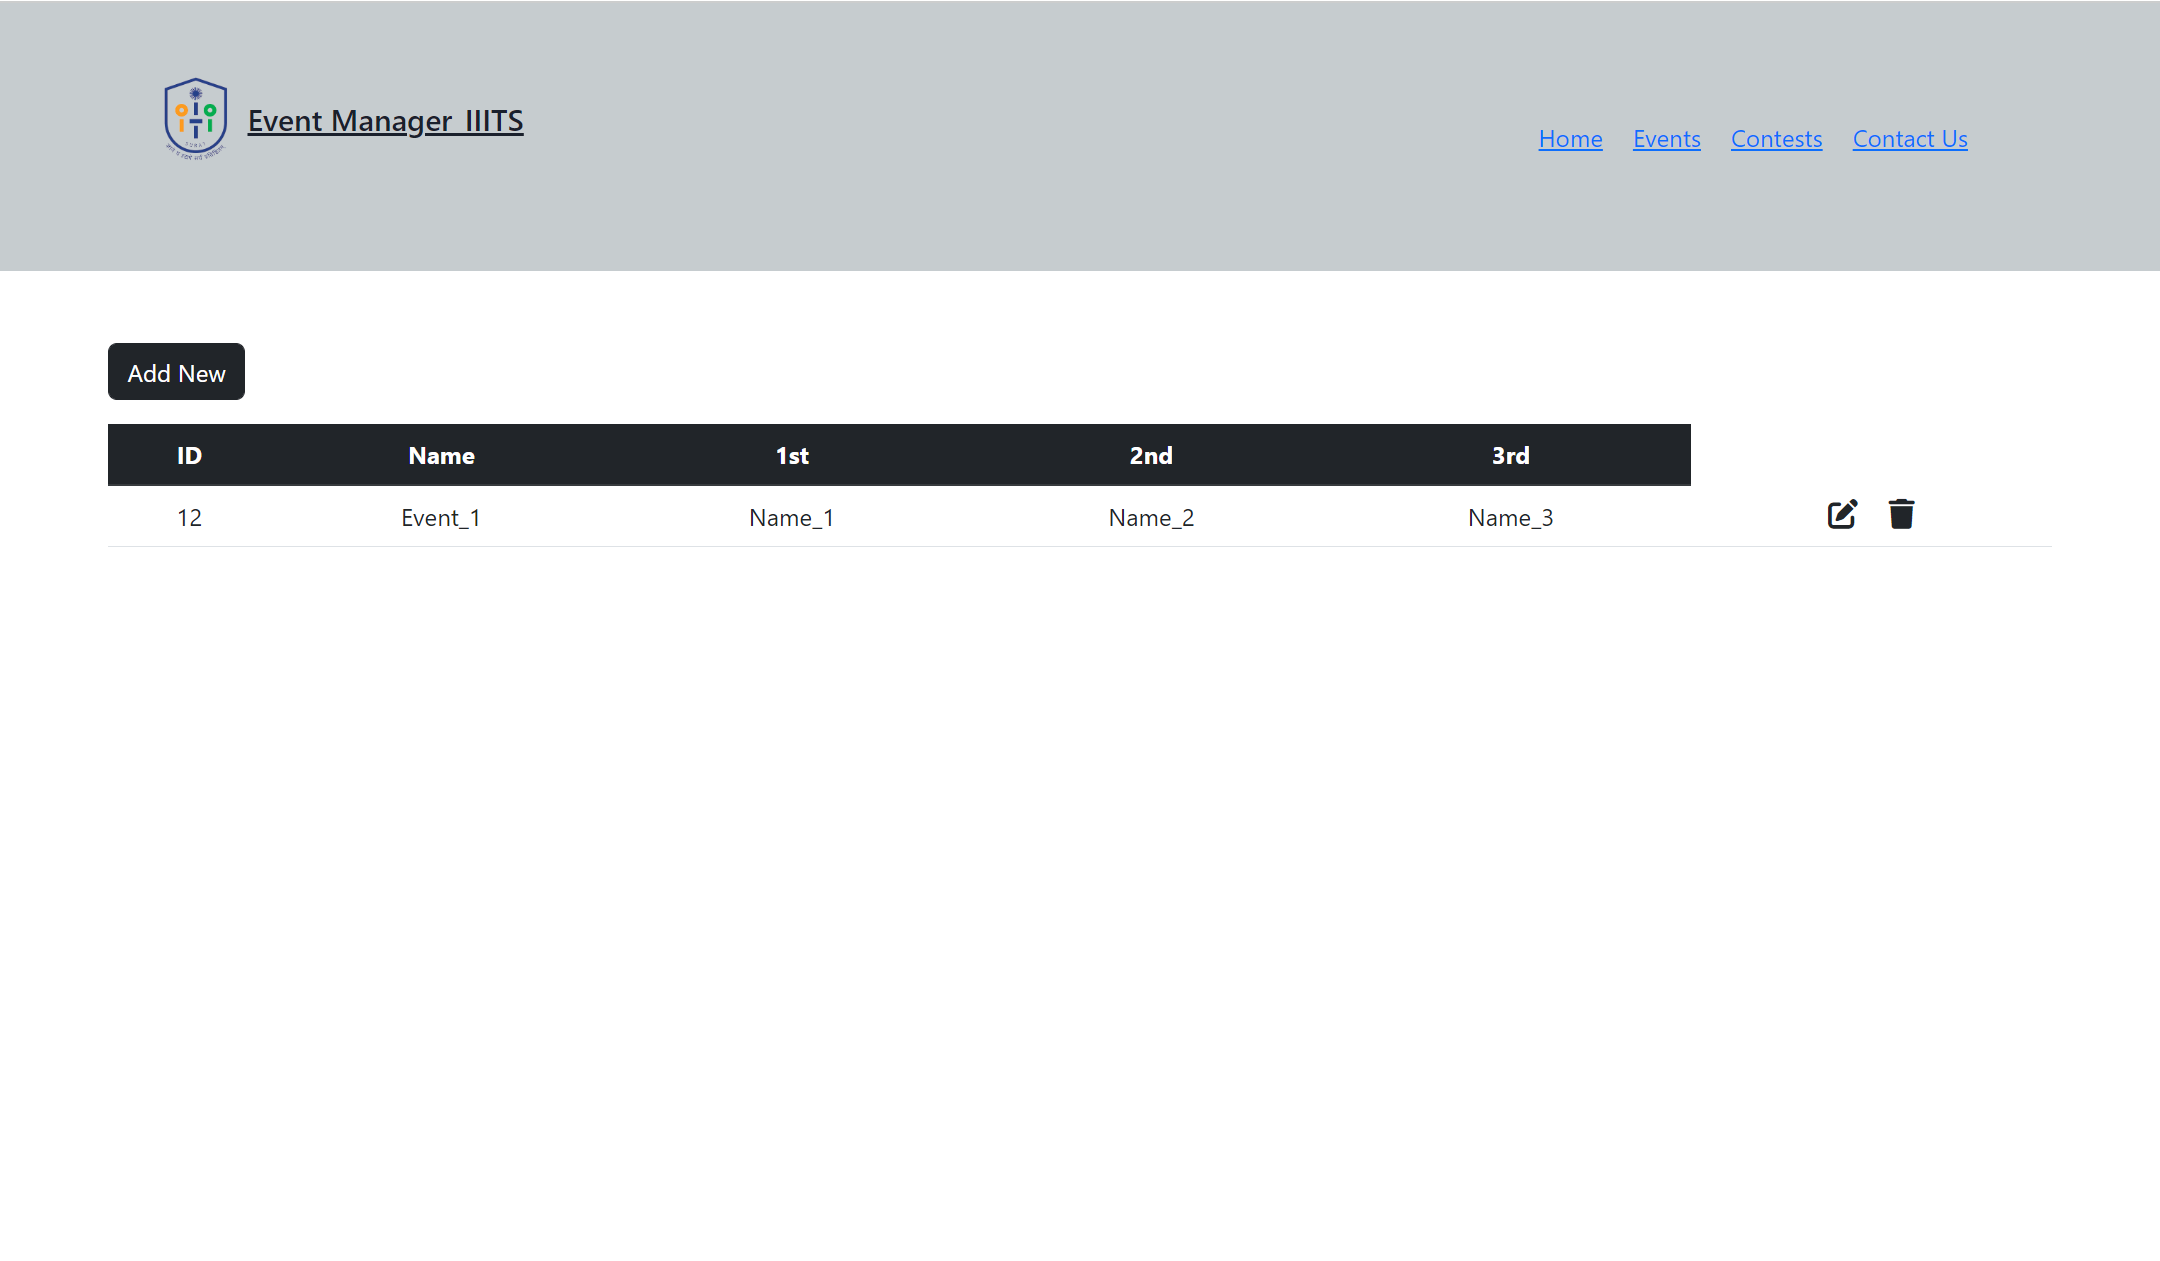 Event Manager_IIITS
Home Events Contests Contact Us
Add New
ID Name 1st 2nd 3rd
12 Event_1 Name_1 Name_2 Name_3